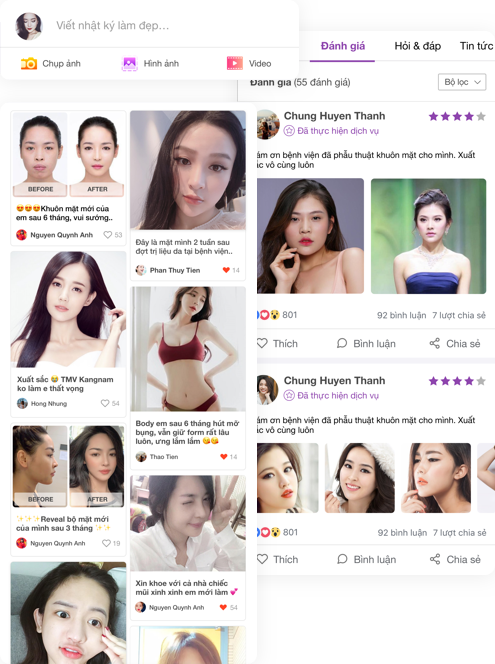 Viết nhật ký làm đẹp...
Chụp ảnh
Hình ảnh
Video
Đánh giá
Hỏi & đáp
Tin tức
Đánh giá (55 đánh giá)
Bộ lọc
Chung Huyen Thanh
Đã thực hiện dịch vụ
ảm ơn bệnh viện đã phẫu thuật khuôn mặt cho mình. Xuất
ắc vô cùng luôn
801
92 bình luận
7 lượt chia sẻ
Thích
Bình luận
Chia sẻ
Chung Huyen Thanh
Đã thực hiện dịch vụ
ảm ơn bệnh viện đã phẫu thuật khuôn mặt cho mình. Xuất
ắc vô cùng luôn
801
92 bình luận
7 lượt chia sẻ
Thích
Bình luận
Chia sẻ
BEFORE
AFTER
😍😍😍Khuôn mặt mới của
em sau 6 tháng, vui sướng..
Nguyen Quynh Anh
53
Xuất sắc 😭 TMV Kangnam
ko làm e thất vọng
Hong Nhung
54
BEFORE
AFTER
✨✨✨Reveal bộ mặt mới
của mình sau 3 tháng ✨✨
Nguyen Quynh Anh
19
Đây là mặt mình 2 tuần sau
đợt trị liệu da tại bệnh viện..
Phan Thuy Tien
14
Body em sau 6 tháng hút mỡ
bụng, vẫn giữ form rất lâu
luôn, ưng lắm lắm 😘😘
Thao Tien
14
Xin khoe với cả nhà chiếc
mũi xinh xinh em mới làm 💕
Nguyen Quynh Anh
54